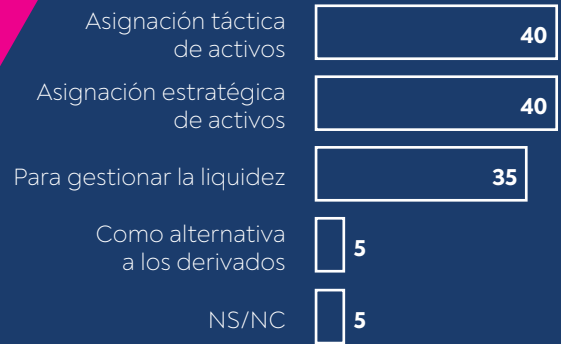 Asignación táctica
de activos
40
Asignación estratégica
de activos
40
Para gestionar la liquidez
35
Como alternativa
a los derivados
5
NS/NC
5